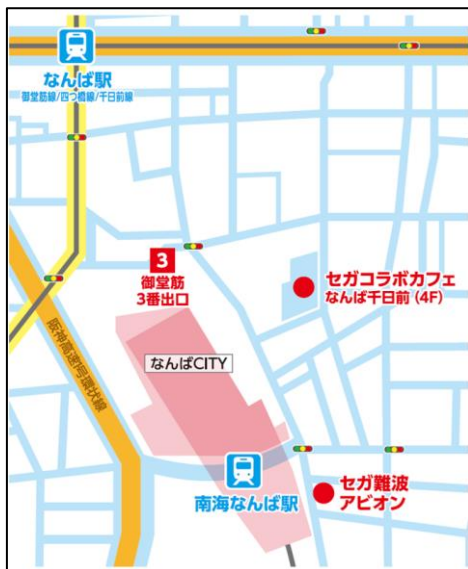 なんば駅
御堂筋線/四つ橋線/千日前線
3
御堂筋
3番出口
セガコラボカフェ
なんば千日前 (4F)
阪神高速1号環状線
なんばCITY
南海なんば駅
セガ難波
アビオン